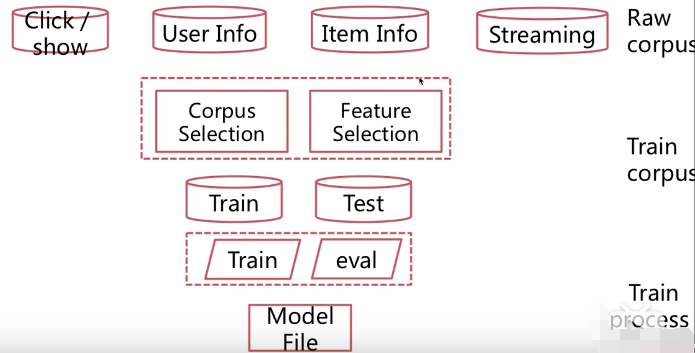 Click /
show
User Info
Item Info
Streaming
Raw
corpus
Corpus
Selection
Feature
Selection
Train
corpus
Train
Test
Train
eval
Train
process
Model
File